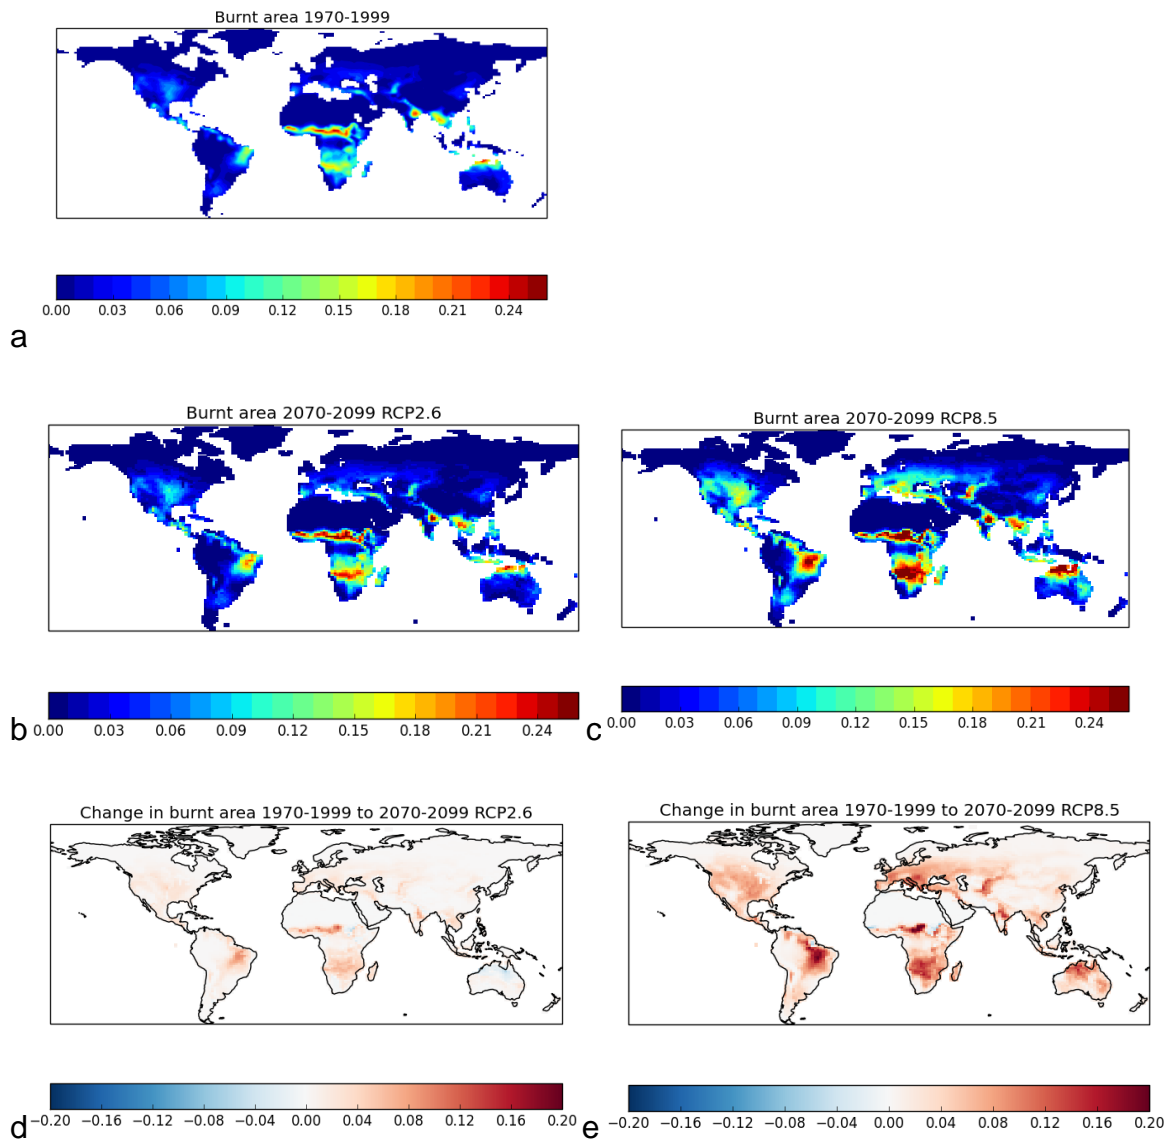 Burnt area 1970-1999
0.00 0.03 0.06 0.09 0.12 0.15 0.18 0.21 0.24
a
Burnt area 2070-2099 RCP2.6
Burnt area 2070-2099 RCP8.5
b 0.00 0.03 0.06 0.09 0.12 0.15 0.18 0.21 0.24
c 0.00 0.03 0.06 0.09 0.12 0.15 0.18 0.21 0.24
Change in burnt area 1970-1999 to 2070-2099 RCP2.6
Change in burnt area 1970-1999 to 2070-2099 RCP8.5
d −0.20 −0.16 −0.12 −0.08 −0.04 0.00 0.04 0.08 0.12 0.16 0.20
e −0.20 −0.16 −0.12 −0.08 −0.04 0.00 0.04 0.08 0.12 0.16 0.20